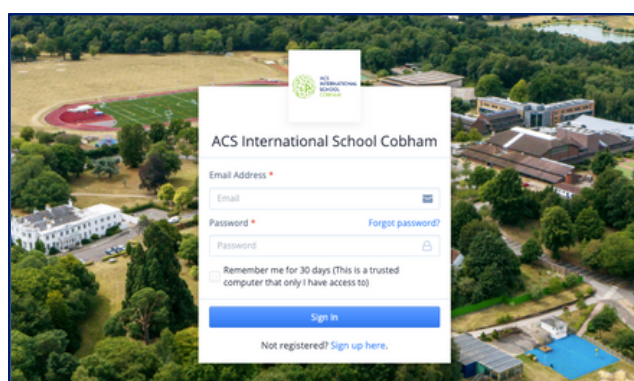 ACS
INTERNATIONAL
SCHOOL
COBHAM
ACS International School Cobham
Email Address *
Email
Password * Forgot password?
Password
Remember me for 30 days (This is a trusted
computer that only I have access to)
Sign In
Not registered? Sign up here.